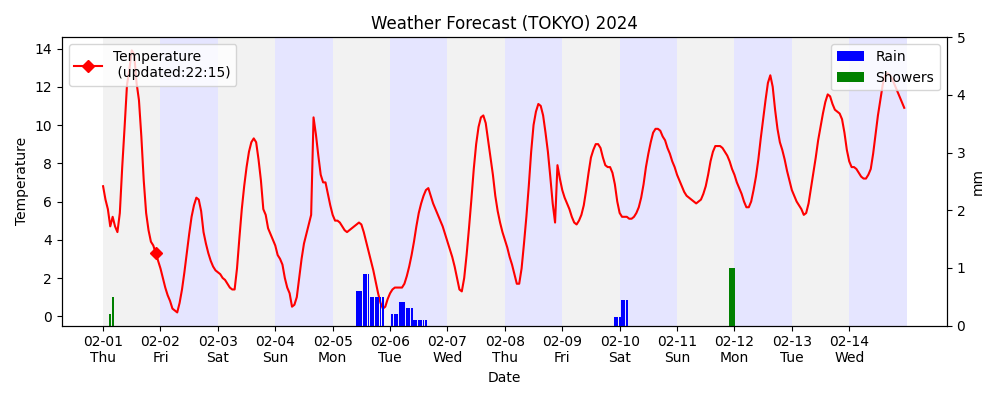 Weather Forecast (TOKYO) 2024
Temperature
(updated:22:15)
Rain
Showers
14
12
10
8
6
4
2
0
Temperature
5
4
3
2
1
0
mm
02-01 02-02 02-03 02-04 02-05 02-06 02-07 02-08 02-09 02-10 02-11 02-12 02-13 02-14
Thu Fri Sat Sun Mon Tue Wed Thu Fri Sat Sun Mon Tue Wed
Date